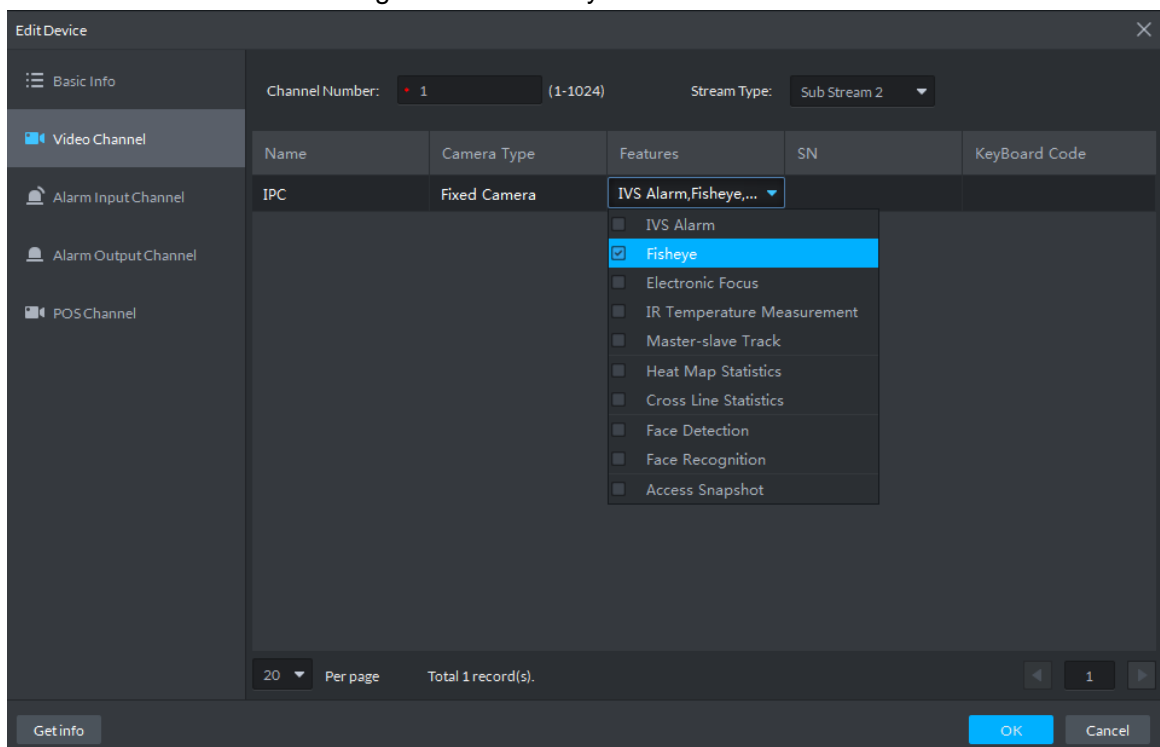 Edit Device
Basic Info
Video Channel
Alarm Input Channel
Alarm Output Channel
POS Channel
Channel Number: * 1 (1-1024) Stream Type: Sub Stream 2
Name Camera Type Features SN KeyBoard Code
IPC Fixed Camera IVS Alarm,Fisheye,...
IVS Alarm
Fisheye
Electronic Focus
IR Temperature Measurement
Master-slave Track
Heat Map Statistics
Cross Line Statistics
Face Detection
Face Recognition
Access Snapshot
20 Per page Total 1 record(s). 1
Get info OK Cancel